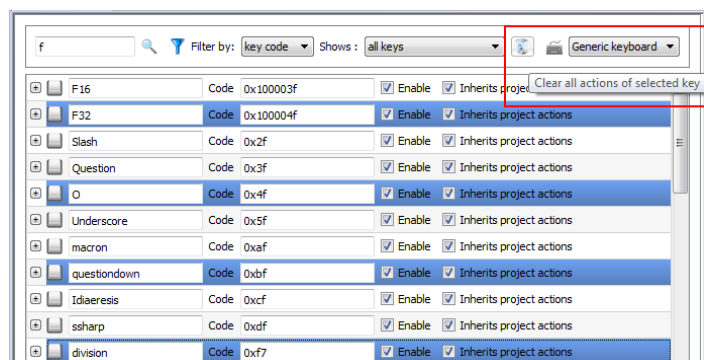 f Filter by: key code Shows : all keys Generic keyboard
F16 Code 0x100003f Enable Inherits project
Clear all actions of selected key
F32 Code 0x100004f Enable Inherits project actions
Slash Code 0x2f Enable Inherits project actions
Question Code 0x3f Enable Inherits project actions
O Code 0x4f Enable Inherits project actions
Underscore Code 0x5f Enable Inherits project actions
macron Code 0xaf Enable Inherits project actions
questiondown Code 0xbf Enable Inherits project actions
Idiaeresis Code 0xcf Enable Inherits project actions
ssharp Code 0xdf Enable Inherits project actions
division Code 0xf7 Enable Inherits project actions